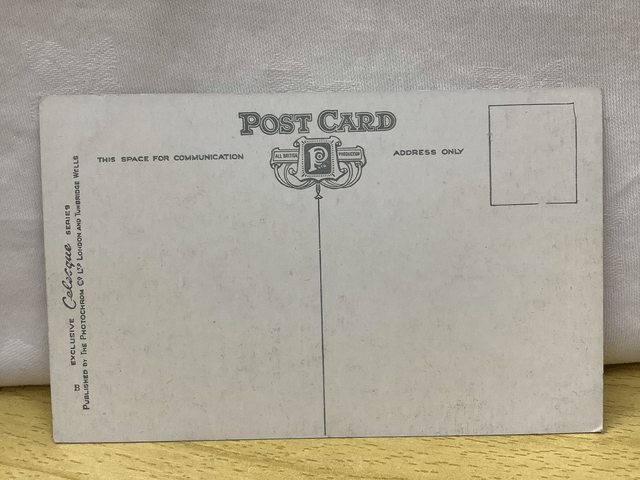 POST CARD
THIS SPACE FOR COMMUNICATION
ALL BRITISH PRODUCTION
P
ADDRESS ONLY
B EXCLUSIVE Celesque SERIES
PUBLISHED BY THE PHOTOCHROM CO LTD LONDON AND TUNBRIDGE WELLS